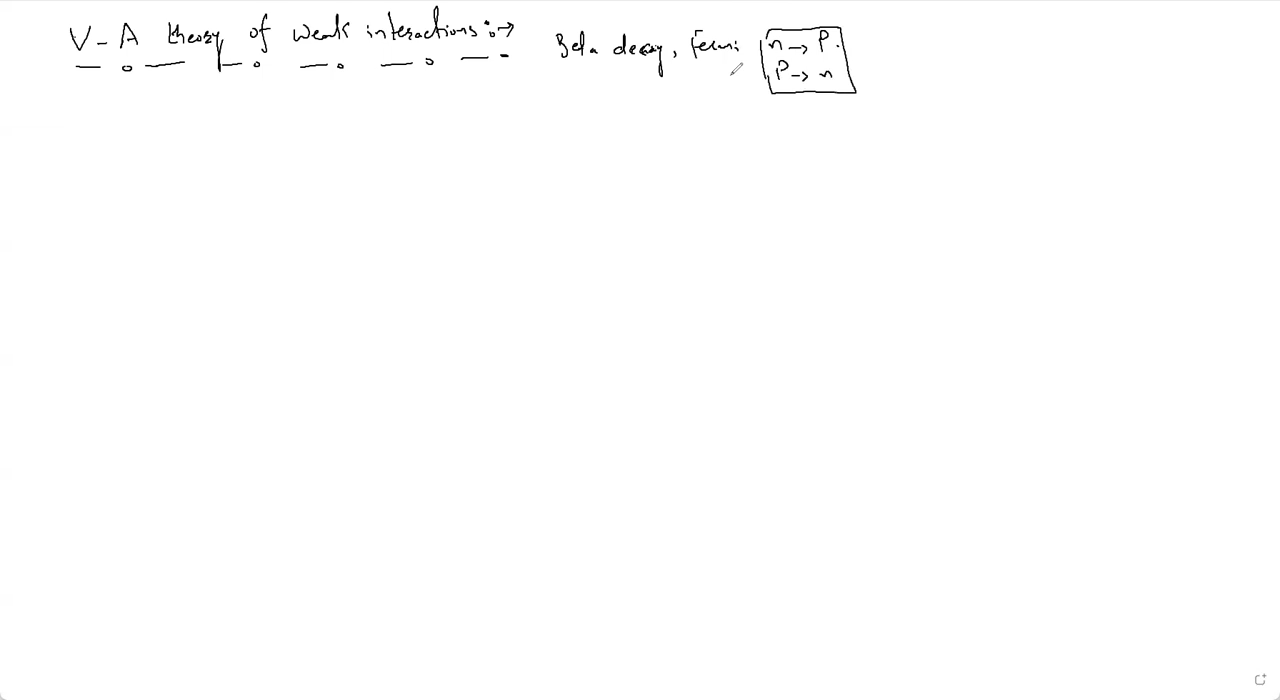 V - A theory of weak interactions :→ Beta decay, Fermi
n → P.
P → n